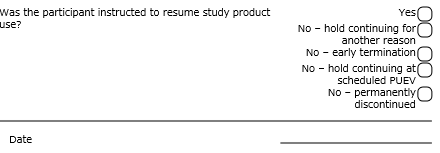 Was the participant instructed to resume study product
use?
Yes
No – hold continuing for
another reason
No – early termination
No – hold continuing at
scheduled PUEV
No – permanently
discontinued
Date